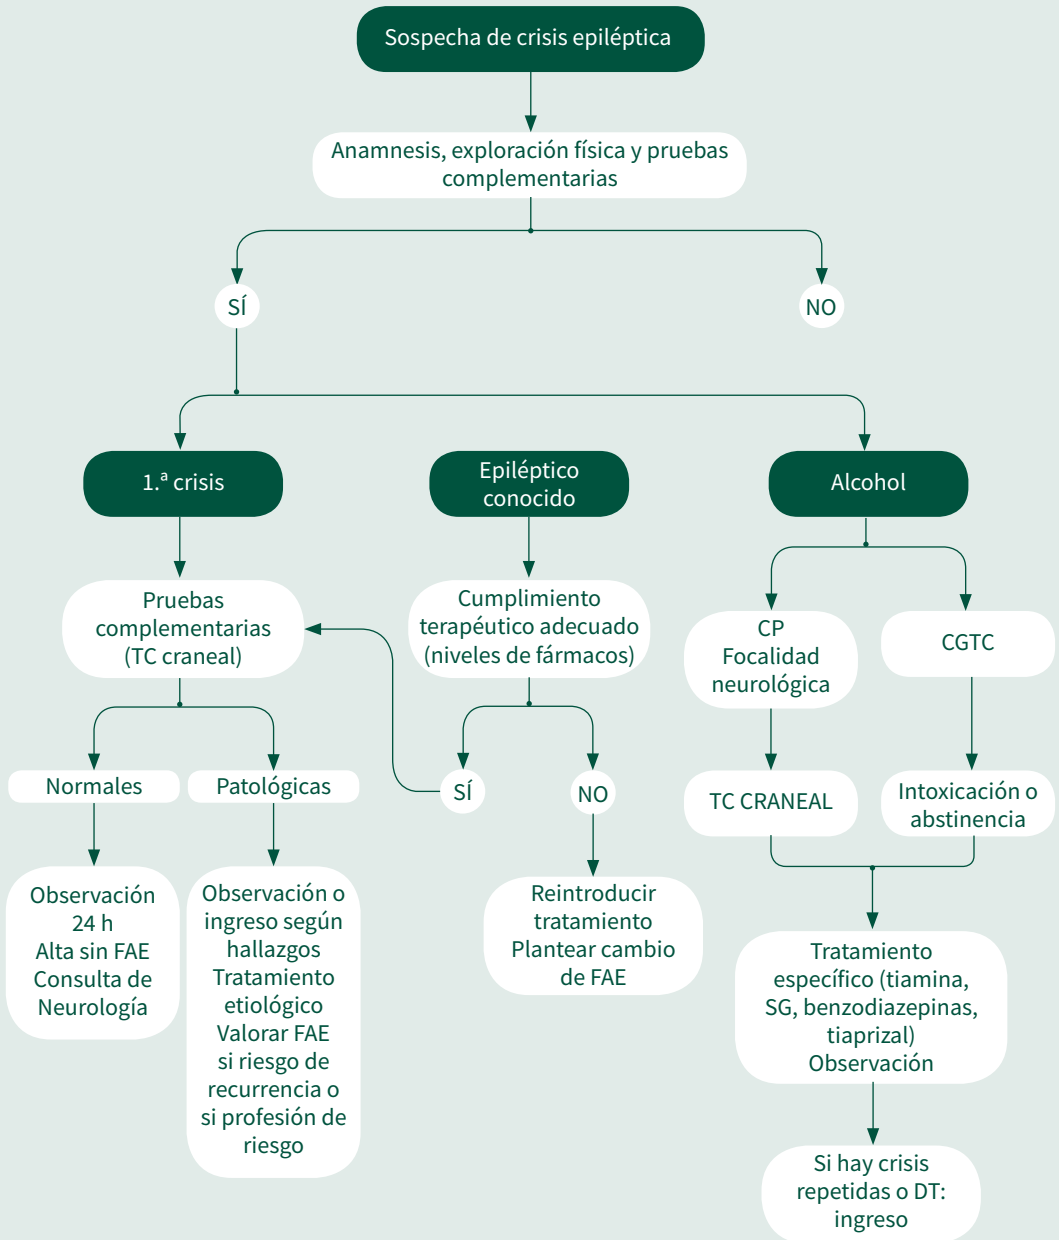 Sospecha de crisis epiléptica
Anamnesis, exploración física y pruebas
complementarias
SÍ
NO
1.ª crisis
Epiléptico
conocido
Alcohol
Pruebas
complementarias
(TC craneal)
Cumplimiento
terapéutico adecuado
(niveles de fármacos)
CP
Focalidad
neurológica
CGTC
Normales
Patológicas
SÍ
NO
TC CRANEAL
Intoxicación o
abstinencia
Observación
24 h
Alta sin FAE
Consulta de
Neurología
Observación o
ingreso según
hallazgos
Tratamiento
etiológico
Valorar FAE
si riesgo de
recurrencia o
si profesión de
riesgo
Reintroducir
tratamiento
Plantear cambio
de FAE
Tratamiento
específico (tiamina,
SG, benzodiazepinas,
tiaprizal)
Observación
Si hay crisis
repetidas o DT:
ingreso